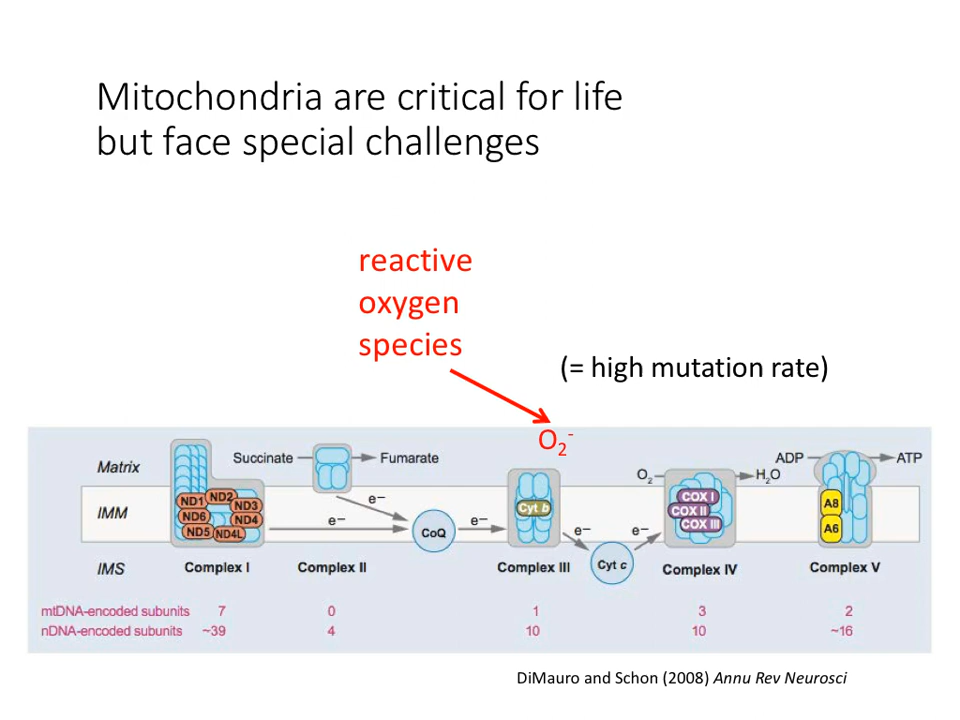 Mitochondria are critical for life
but face special challenges
reactive
oxygen
species
(= high mutation rate)
O2-
Matrix
Succinate
Fumarate
O2
H2O
ADP
ATP
IMM
IMS
ND1
ND2
ND3
ND6
ND4
ND5
ND4L
e–
e–
CoQ
e–
Cyt b
e–
Cyt c
e–
COX I
COX II
COX III
A8
A6
Complex I
Complex II
Complex III
Complex IV
Complex V
mtDNA-encoded subunits 7 0 1 3 2
nDNA-encoded subunits ~39 4 10 10 ~16
DiMauro and Schon (2008) Annu Rev Neurosci